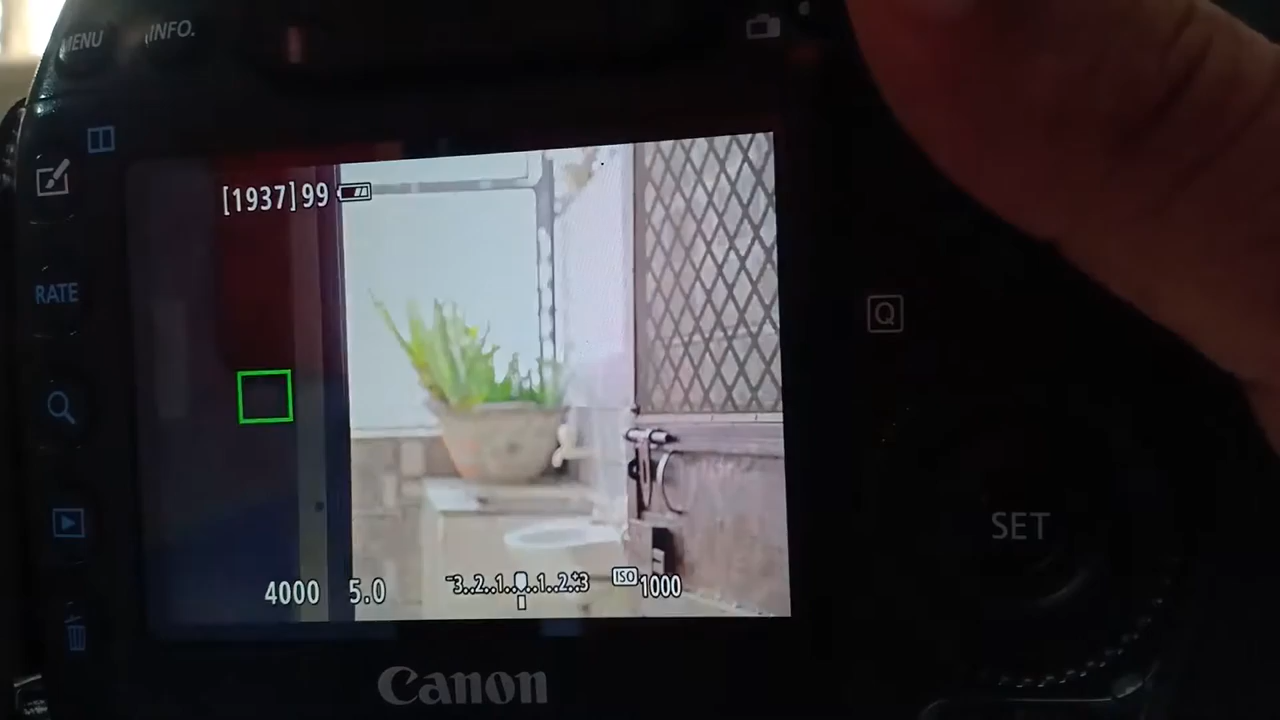 MENU INFO.
[1937]99
RATE
Q
SET
4000 5.0 -3..2..1..0..1..2..+3 ISO 1000
Canon